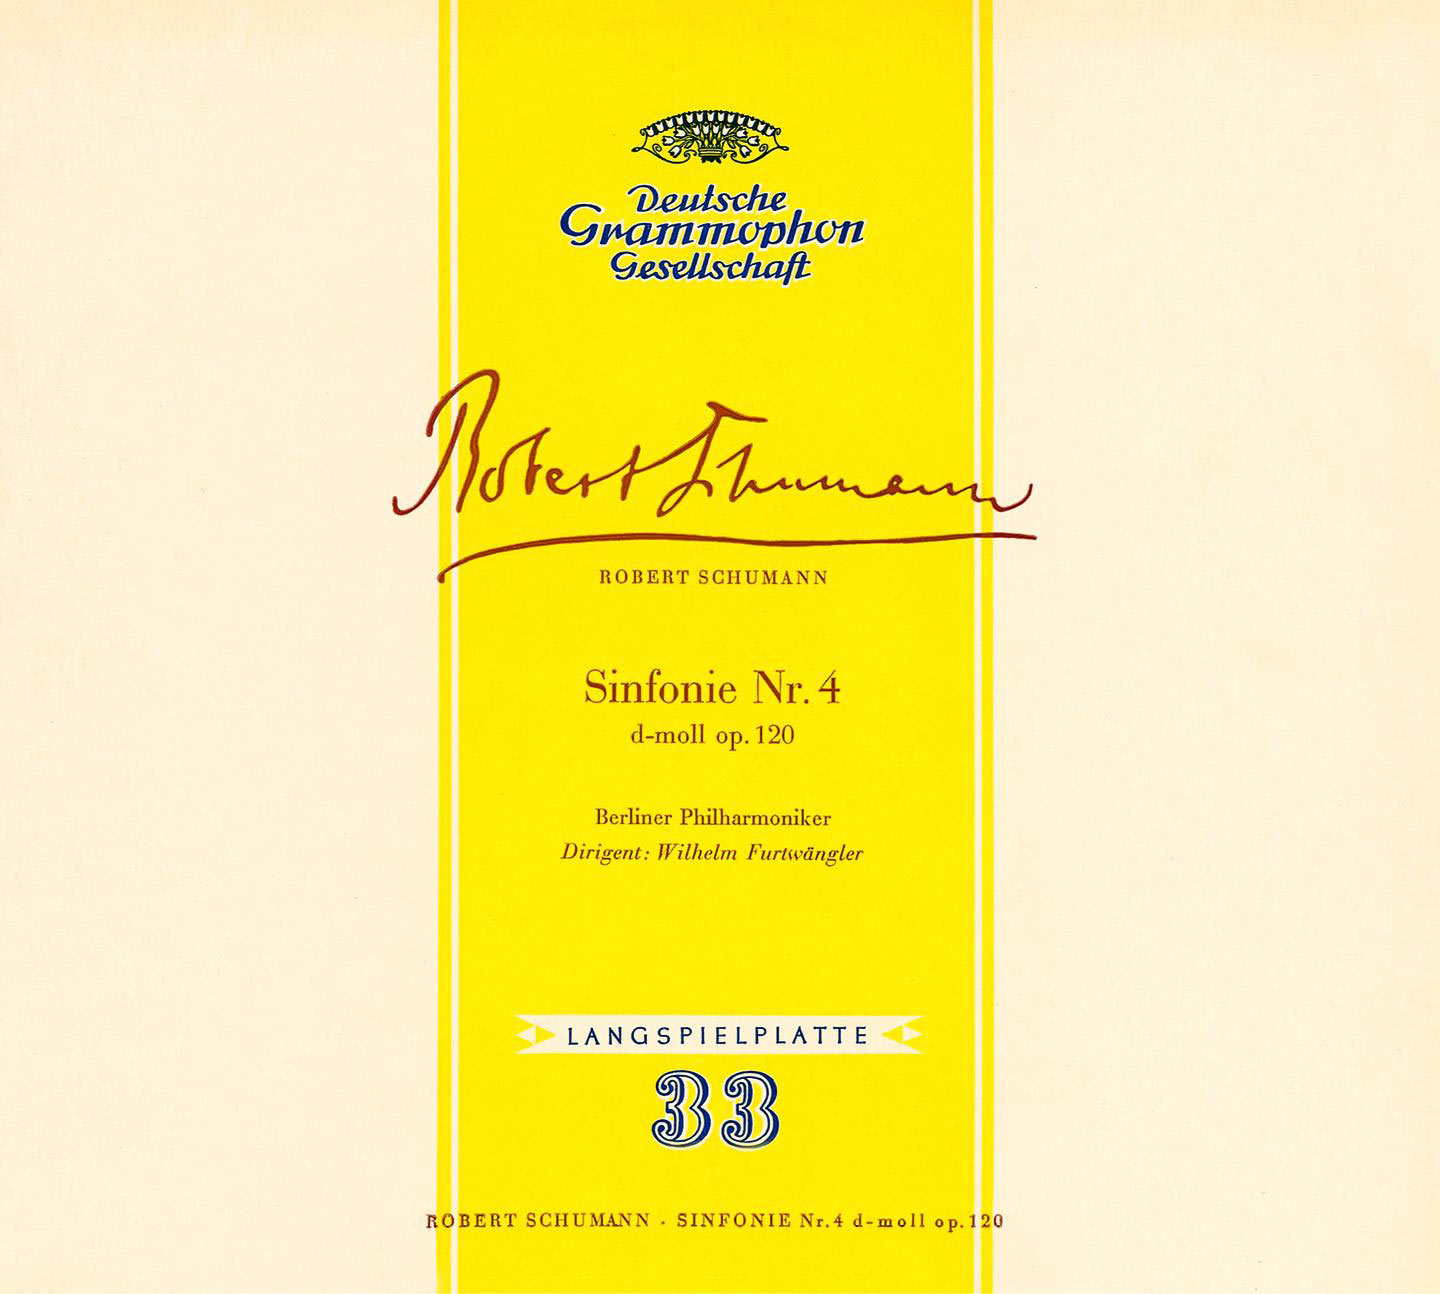 Deutsche
Grammophon
Gesellschaft
Robert Schumann
ROBERT SCHUMANN
Sinfonie Nr. 4
d-moll op. 120
Berliner Philharmoniker
Dirigent: Wilhelm Furtwängler
LANGSPIELPLATTE
33
ROBERT SCHUMANN · SINFONIE Nr. 4 d-moll op. 120